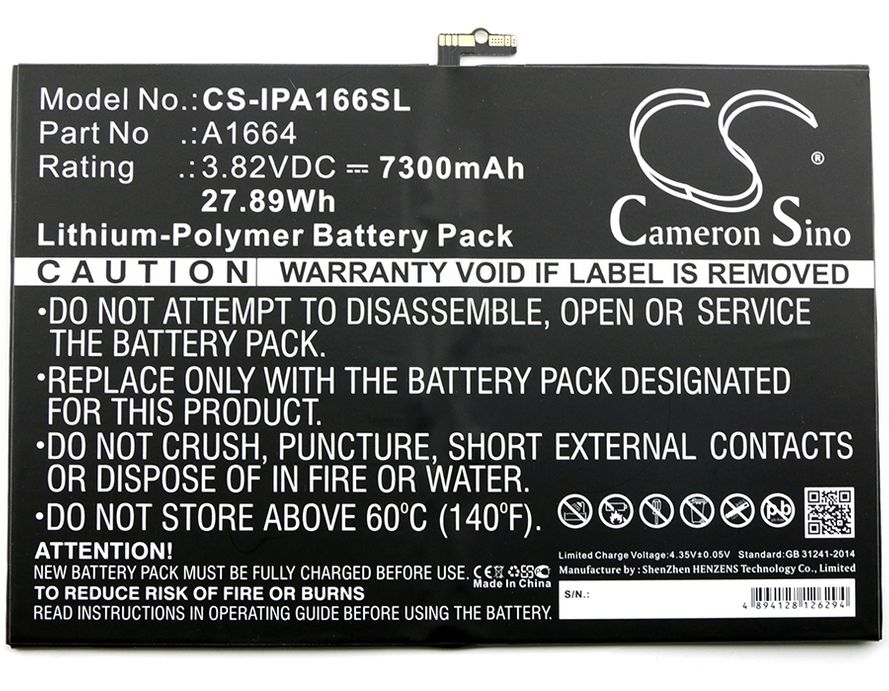 Model No.: CS-IPA166SL
Part No .: A1664
Rating .: 3.82VDC ⎓ 7300mAh
27.89Wh
Lithium-Polymer Battery Pack
CS ®
Cameron Sino
CAUTION WARRANTY VOID IF LABEL IS REMOVED
•DO NOT ATTEMPT TO DISASSEMBLE, OPEN OR SERVICE
THE BATTERY PACK.
•REPLACE ONLY WITH THE BATTERY PACK DESIGNATED
FOR THIS PRODUCT.
•DO NOT CRUSH, PUNCTURE, SHORT EXTERNAL CONTACTS
OR DISPOSE OF IN FIRE OR WATER.
•DO NOT STORE ABOVE 60°C (140°F).
Pb
ATTENTION!
NEW BATTERY PACK MUST BE FULLY CHARGED BEFORE USE.
TO REDUCE RISK OF FIRE OR BURNS
READ INSTRUCTIONS IN OPERATING GUIDE BEFORE USING BATTERY.
CE
Made in China
Limited Charge Voltage:4.35V±0.05V Standard:GB 31241-2014
Manufacture by : ShenZhen HENZENS Technology Co., Limited
S/N.:
4 894128 126294